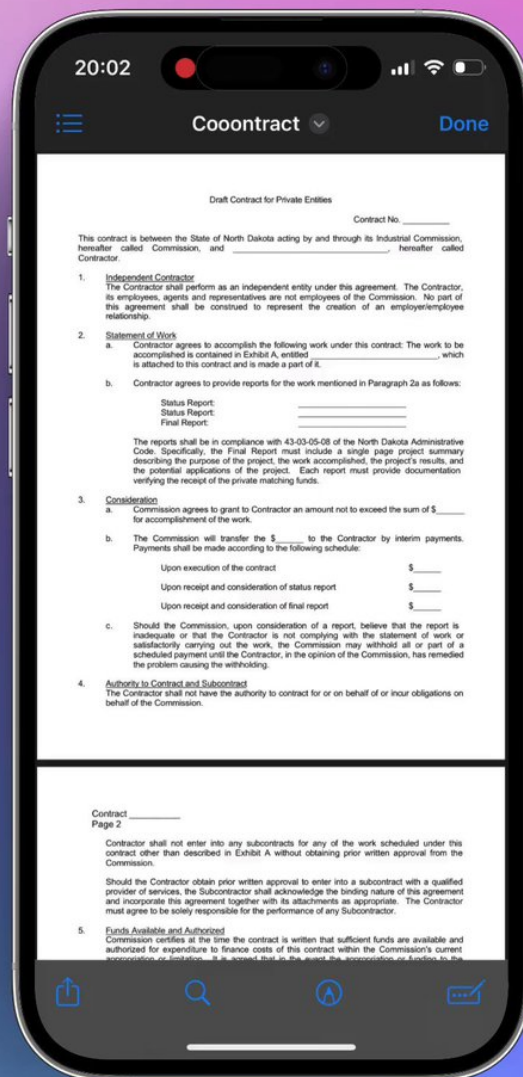 20:02
Cooontract
Done
Draft Contract for Private Entities
Contract No. __________
This contract is between the State of North Dakota acting by and through its Industrial Commission,
hereafter called Commission, and ______________________________, hereafter called
Contractor.
1. Independent Contractor
The Contractor shall perform as an independent entity under this agreement. The Contractor,
its employees, agents and representatives are not employees of the Commission. No part of
this agreement shall be construed to represent the creation of an employer/employee
relationship.
2. Statement of Work
a. Contractor agrees to accomplish the following work under this contract: The work to be
accomplished is contained in Exhibit A, entitled _________________________, which
is attached to this contract and is made a part of it.
b. Contractor agrees to provide reports for the work mentioned in Paragraph 2a as follows:
Status Report: ____________________
Status Report: ____________________
Final Report: ____________________
The reports shall be in compliance with 43-03-05-08 of the North Dakota Administrative
Code. Specifically, the Final Report must include a single page project summary
describing the purpose of the project, the work accomplished, the project's results, and
the potential applications of the project. Each report must provide documentation
verifying the receipt of the private matching funds.
3. Consideration
a. Commission agrees to grant to Contractor an amount not to exceed the sum of $______
for accomplishment of the work.
b. The Commission will transfer the $______ to the Contractor by interim payments.
Payments shall be made according to the following schedule:
Upon execution of the contract $______
Upon receipt and consideration of status report $______
Upon receipt and consideration of final report $______
c. Should the Commission, upon consideration of a report, believe that the report is
inadequate or that the Contractor is not complying with the statement of work or
satisfactorily carrying out the work, the Commission may withhold all or part of a
scheduled payment until the Contractor, in the opinion of the Commission, has remedied
the problem causing the withholding.
4. Authority to Contract and Subcontract
The Contractor shall not have the authority to contract for or on behalf of or incur obligations on
behalf of the Commission.
Contract __________
Page 2
Contractor shall not enter into any subcontracts for any of the work scheduled under this
contract other than described in Exhibit A without obtaining prior written approval from the
Commission.
Should the Contractor obtain prior written approval to enter into a subcontract with a qualified
provider of services, the Subcontractor shall acknowledge the binding nature of this agreement
and incorporate this agreement together with its attachments as appropriate. The Contractor
must agree to be solely responsible for the performance of any Subcontractor.
5. Funds Available and Authorized
Commission certifies at the time the contract is written that sufficient funds are available and
authorized for expenditure to finance costs of this contract within the Commission's current
appropriation or limitation. It is agreed that in the event the appropriation or funding to the